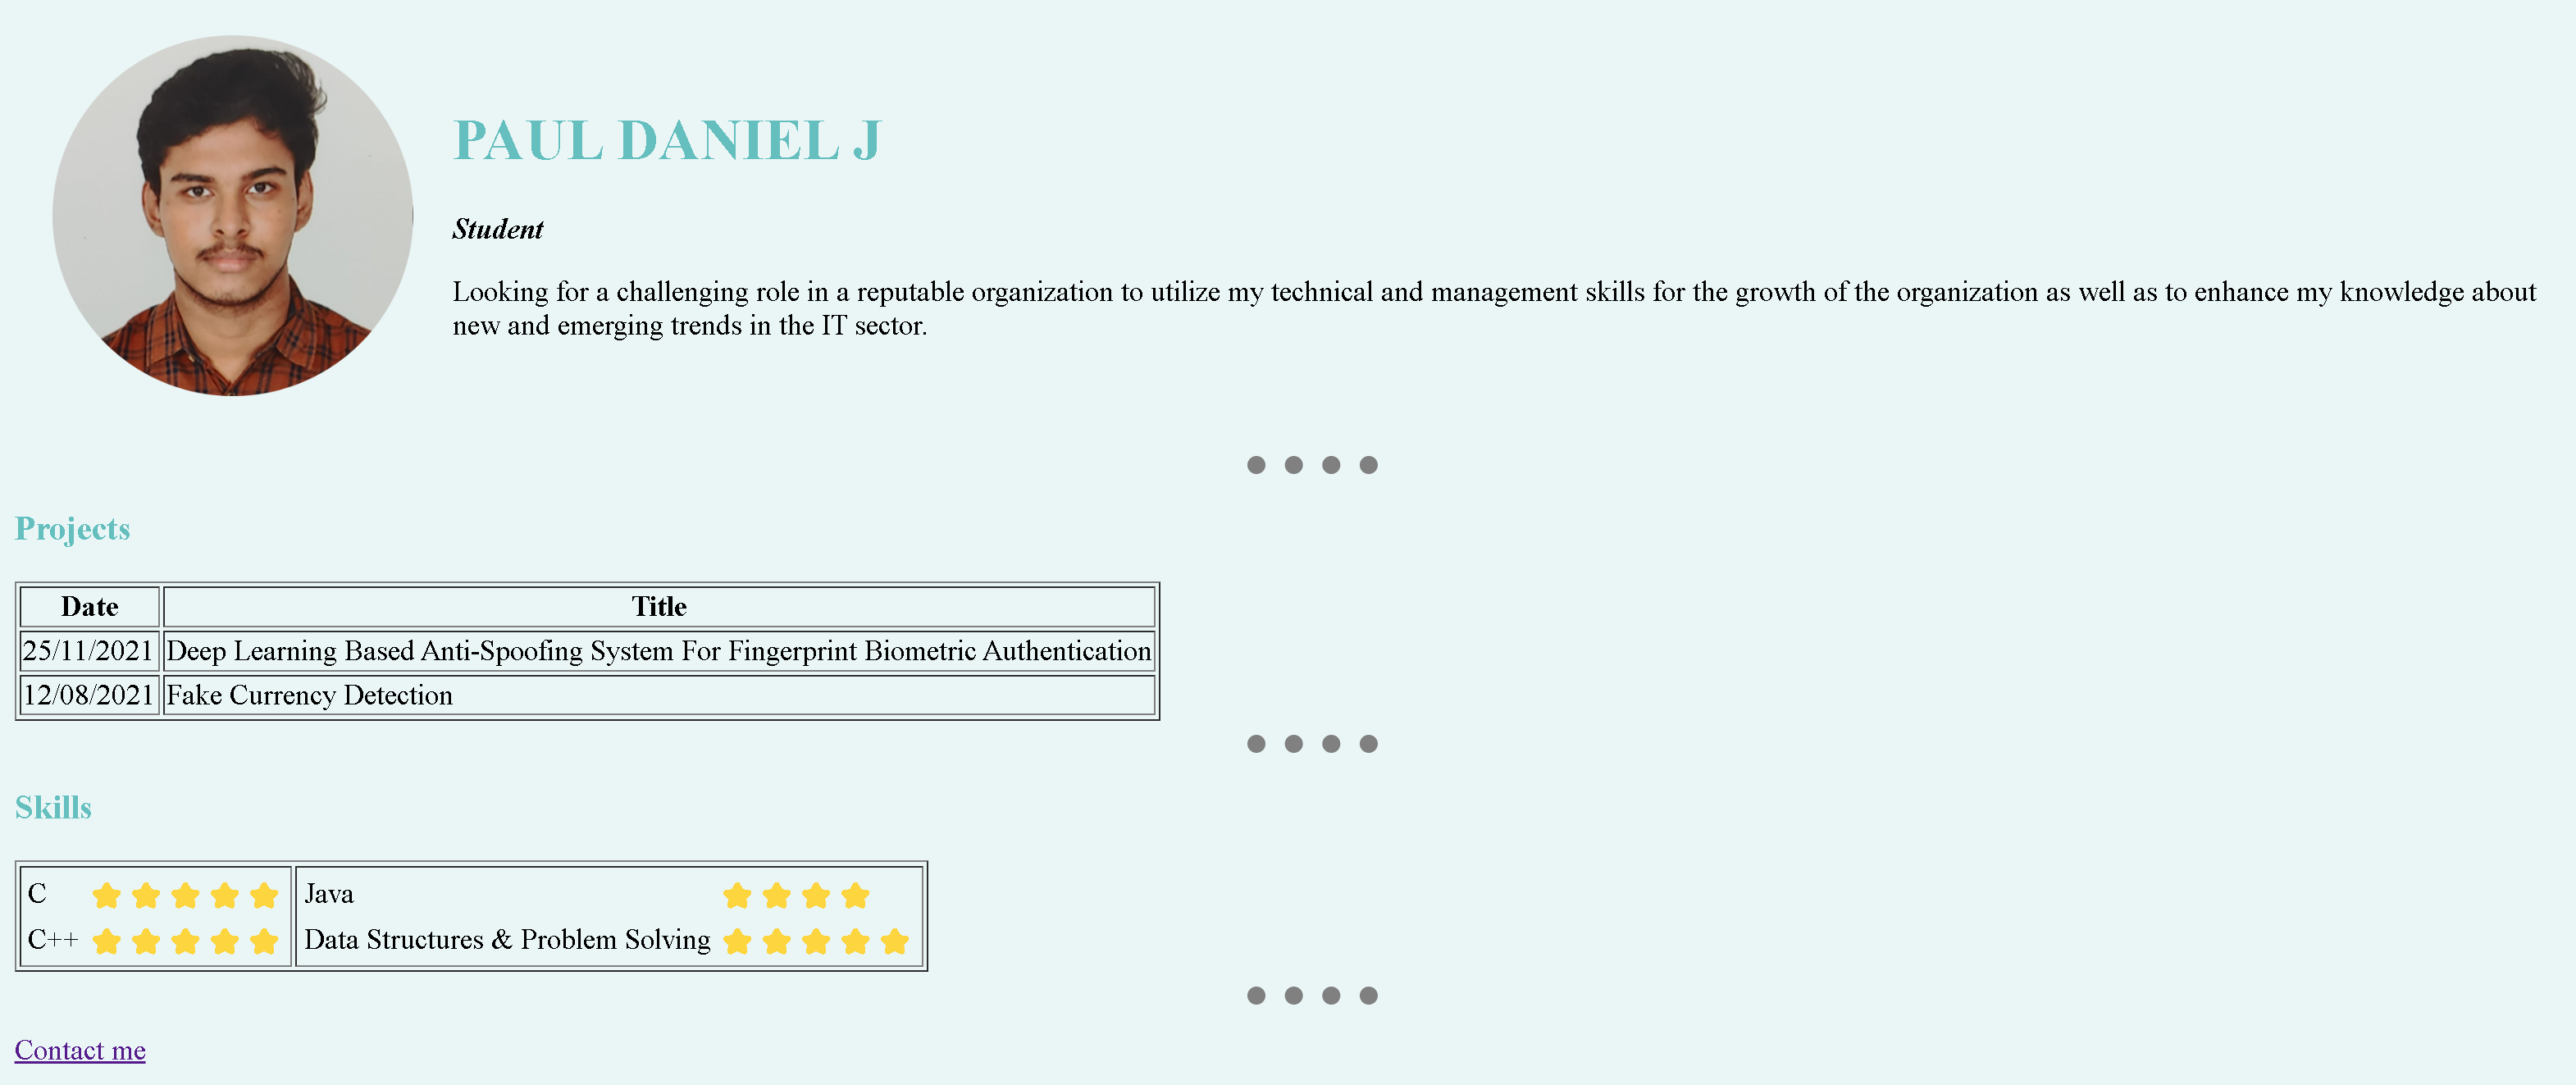 PAUL DANIEL J
Student
Looking for a challenging role in a reputable organization to utilize my technical and management skills for the growth of the organization as well as to enhance my knowledge about
new and emerging trends in the IT sector.
Projects
Date Title
25/11/2021 Deep Learning Based Anti-Spoofing System For Fingerprint Biometric Authentication
12/08/2021 Fake Currency Detection
Skills
C Java
C++ Data Structures & Problem Solving
Contact me